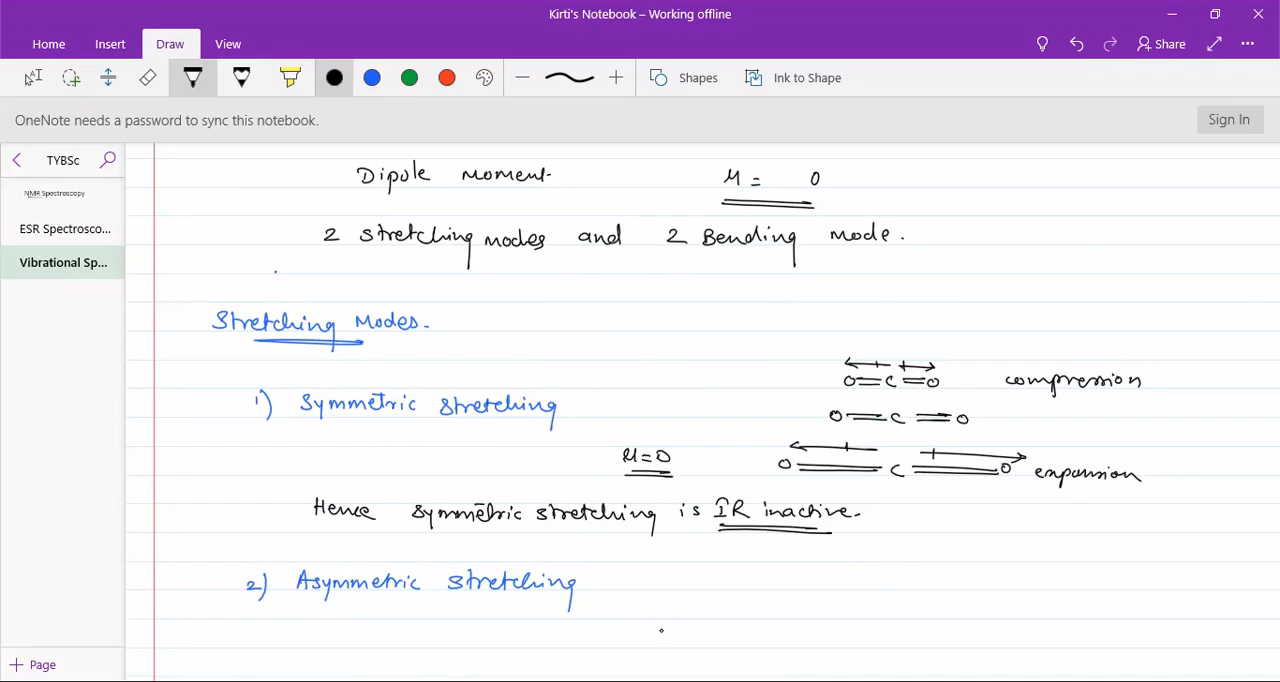 Kirti's Notebook – Working offline
Home Insert Draw View Share
Shapes Ink to Shape
OneNote needs a password to sync this notebook. Sign In
TYBSc
NMR Spectroscopy
ESR Spectrosco...
Vibrational Sp...
Page
Dipole moment. μ = 0
2 stretching modes and 2 Bending mode.
Stretching Modes.
1) Symmetric stretching
O=C=O compression
O=C=O
μ=0
O=C=O expansion
Hence symmetric stretching is IR inactive.
2) Asymmetric stretching